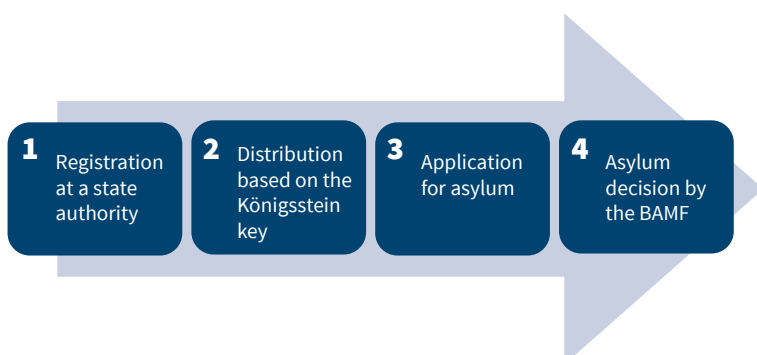 1
Registration
at a state
authority
2
Distribution
based on the
Königsstein
key
3
Application
for asylum
4
Asylum
decision by
the BAMF